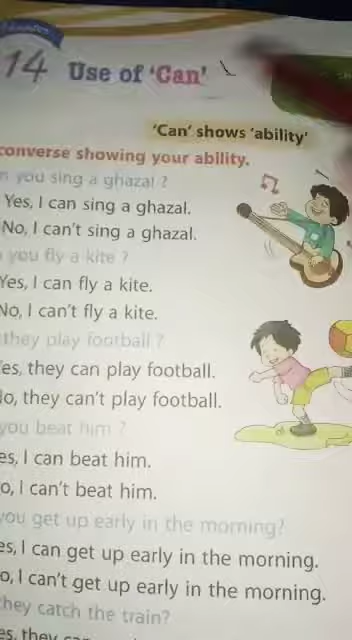 14 Use of 'Can'
'Can' shows 'ability'
converse showing your ability.
you sing a ghazal ?
Yes, I can sing a ghazal.
No, I can't sing a ghazal.
you fly a kite ?
Yes, I can fly a kite.
No, I can't fly a kite.
they play football ?
es, they can play football.
o, they can't play football.
you beat him ?
es, I can beat him.
o, I can't beat him.
you get up early in the morning?
es, I can get up early in the morning.
o, I can't get up early in the morning.
they catch the train?
es, they